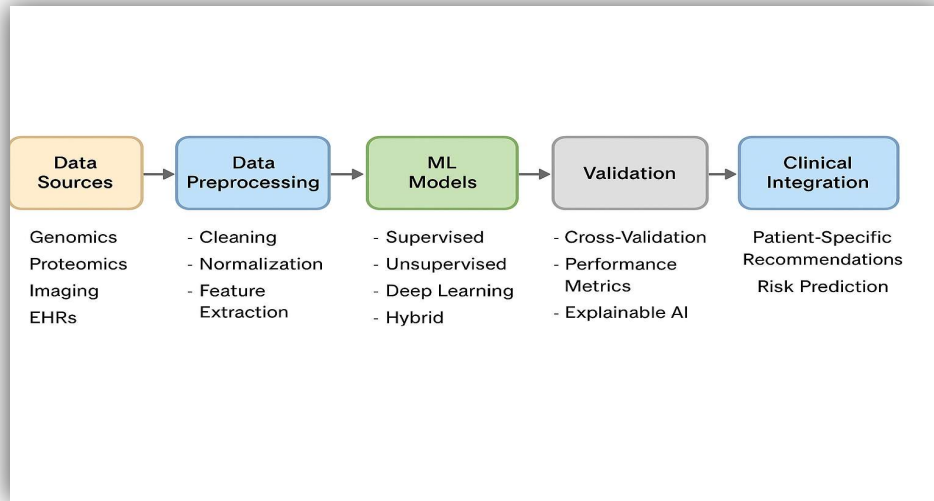 Data
Sources
Genomics
Proteomics
Imaging
EHRs
Data
Preprocessing
- Cleaning
- Normalization
- Feature
Extraction
ML
Models
- Supervised
- Unsupervised
- Deep Learning
- Hybrid
Validation
- Cross-Validation
- Performance
Metrics
- Explainable AI
Clinical
Integration
Patient-Specific
Recommendations
Risk Prediction